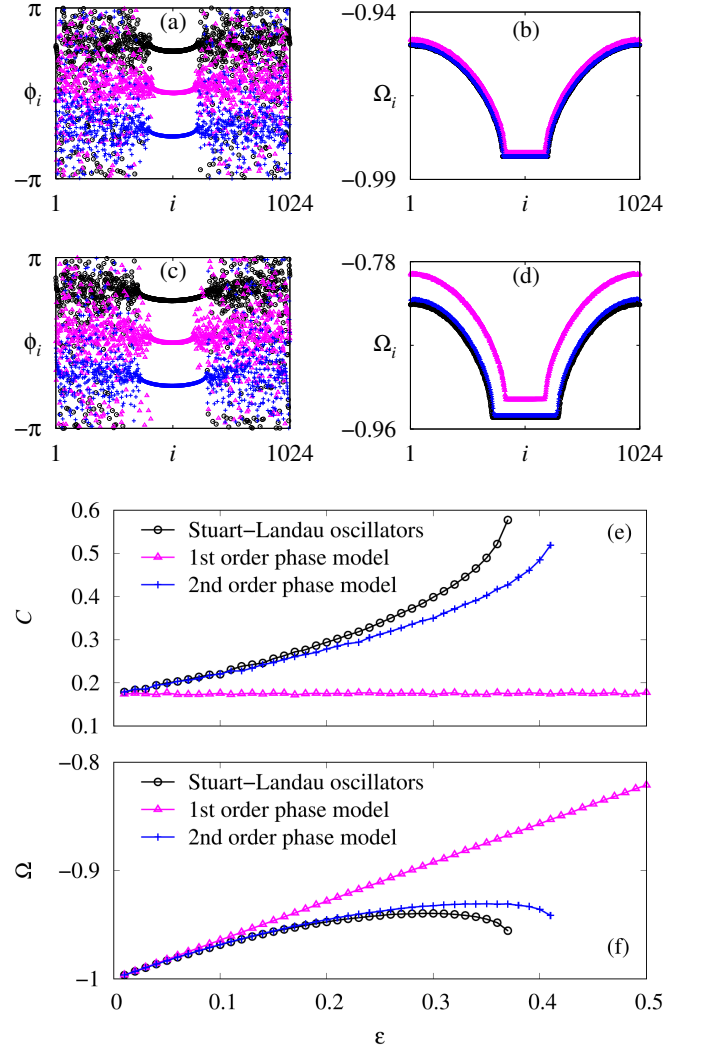 π
(a)
ϕi
−π
1
i
1024
−0.94
(b)
Ωi
−0.99
1
i
1024
π
(c)
ϕi
−π
1
i
1024
−0.78
(d)
Ωi
−0.96
1
i
1024
0.6
0.5
0.4
0.3
0.2
0.1
C
Stuart−Landau oscillators
1st order phase model
2nd order phase model
(e)
−0.8
−0.9
−1
Ω
Stuart−Landau oscillators
1st order phase model
2nd order phase model
(f)
0
0.1
0.2
0.3
0.4
0.5
ε